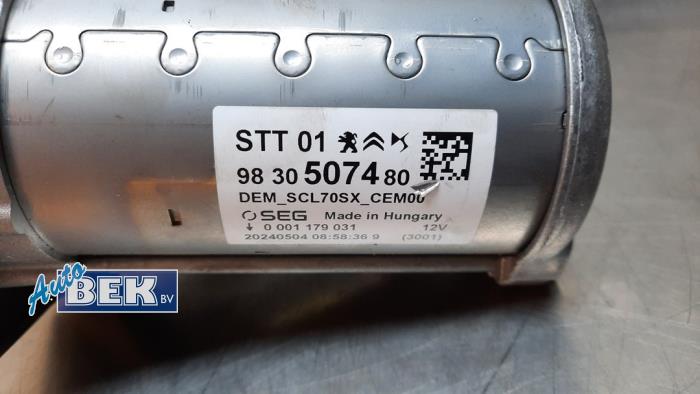 STT 01
98 30 5074 80
DEM_SCL70SX_CEM00
SEG Made in Hungary
0 001 179 031 12V
20240504 08:58:36 9 (3001)
Auto
BEK BV